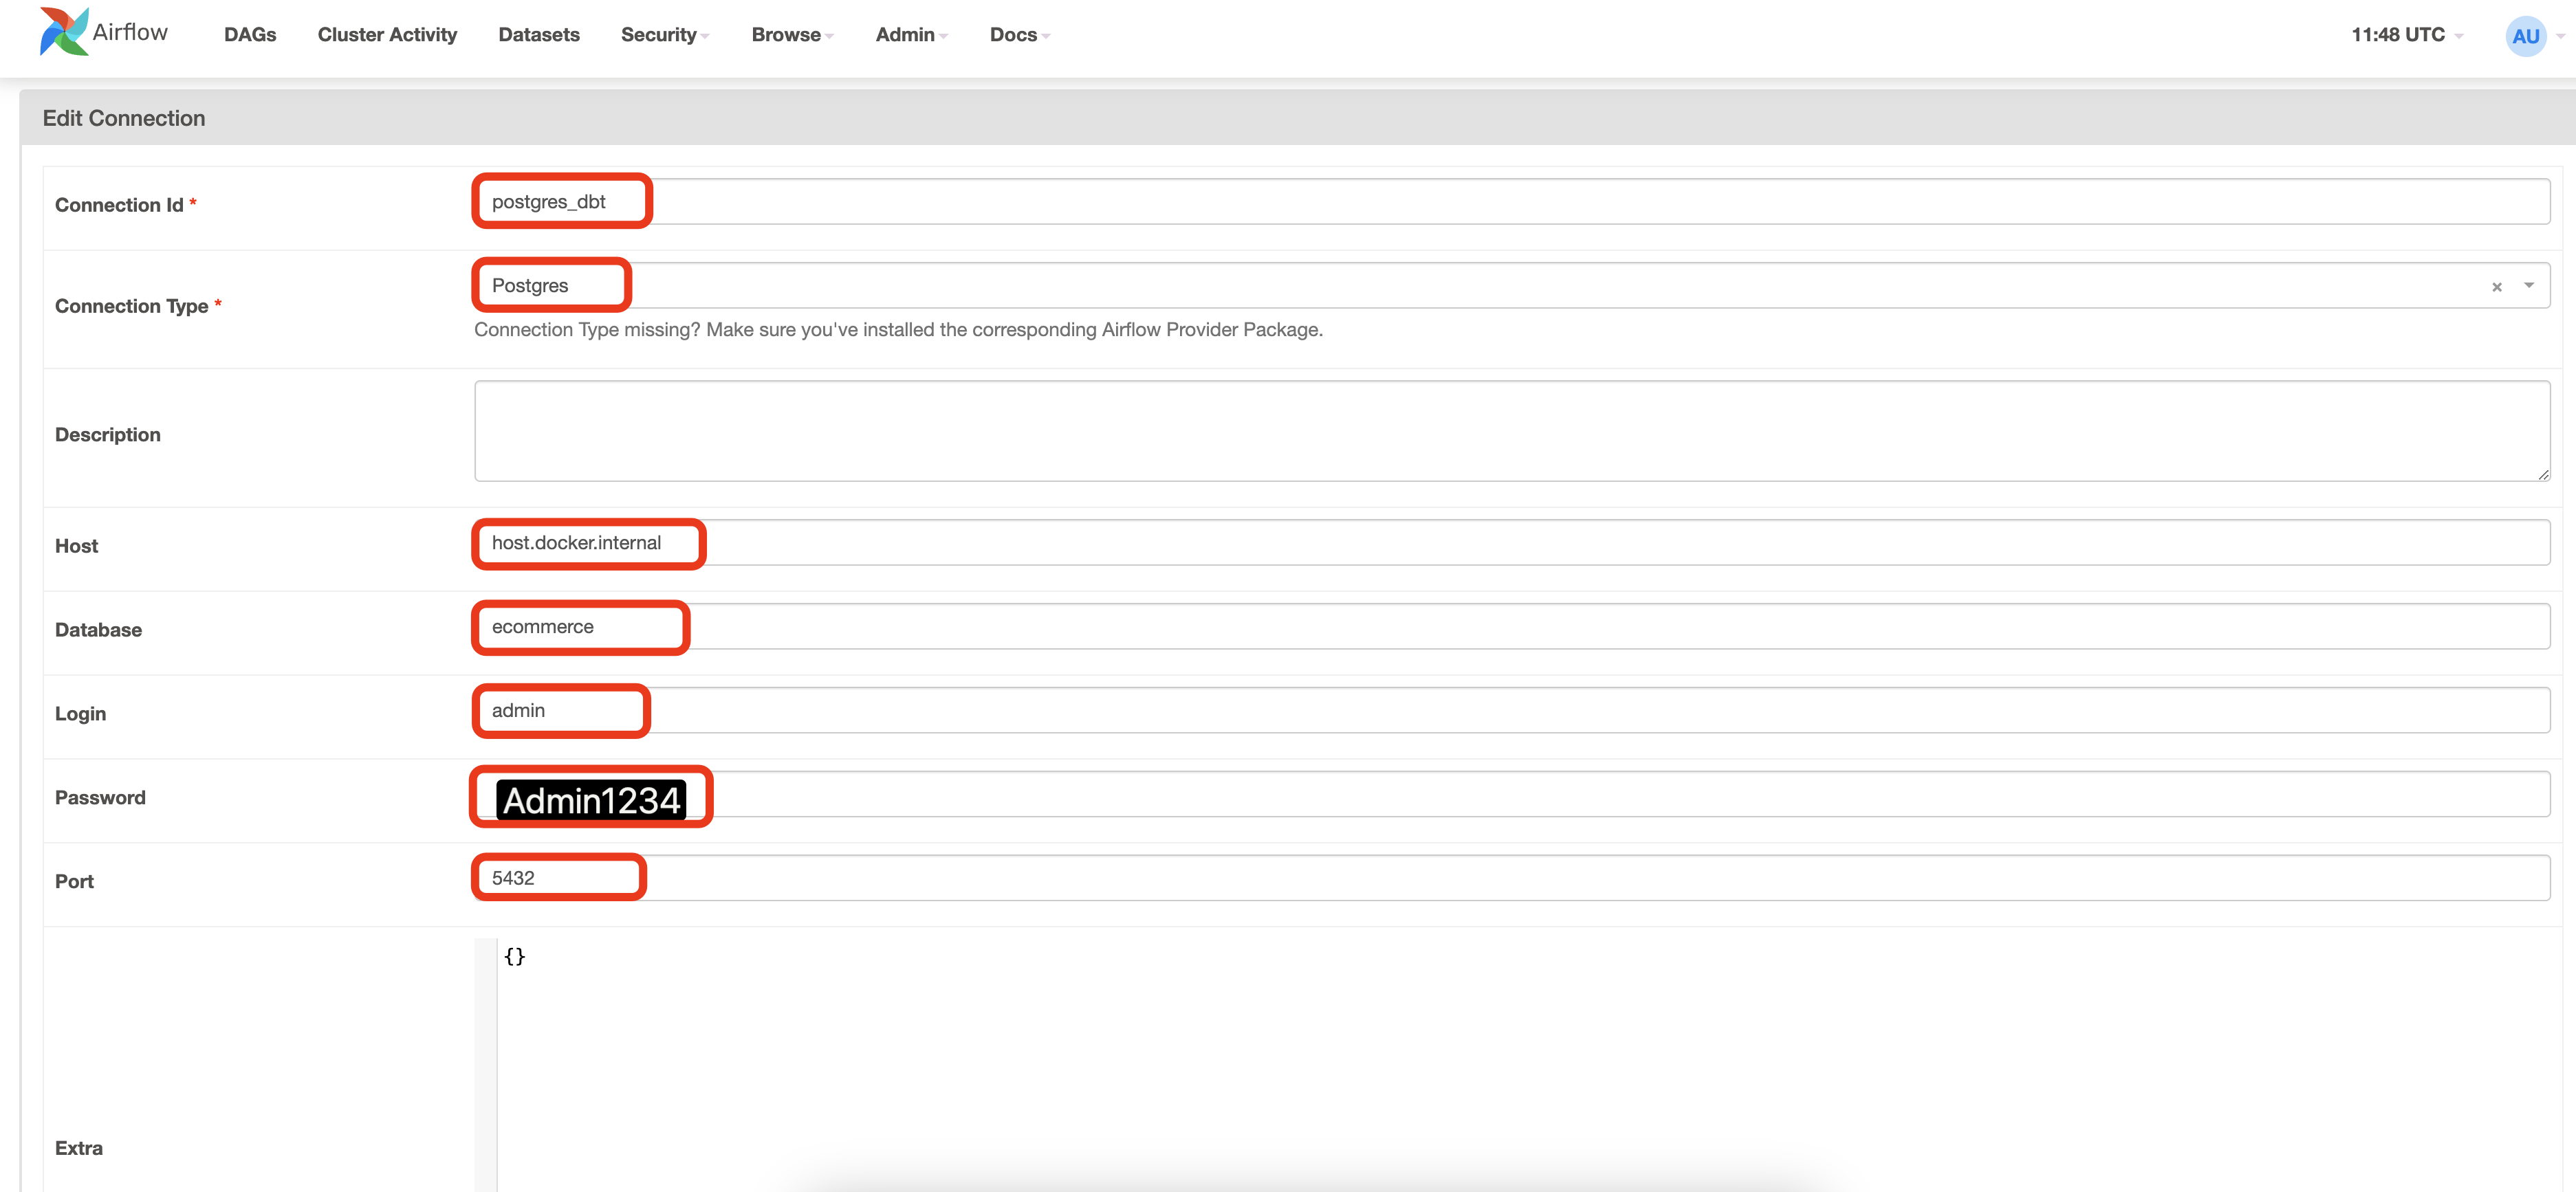 Airflow DAGs Cluster Activity Datasets Security Browse Admin Docs 11:48 UTC AU
Edit Connection
Connection Id * postgres_dbt
Connection Type * Postgres × 
Connection Type missing? Make sure you've installed the corresponding Airflow Provider Package.
Description
Host host.docker.internal
Database ecommerce
Login admin
Password Admin1234
Port 5432
{}
Extra